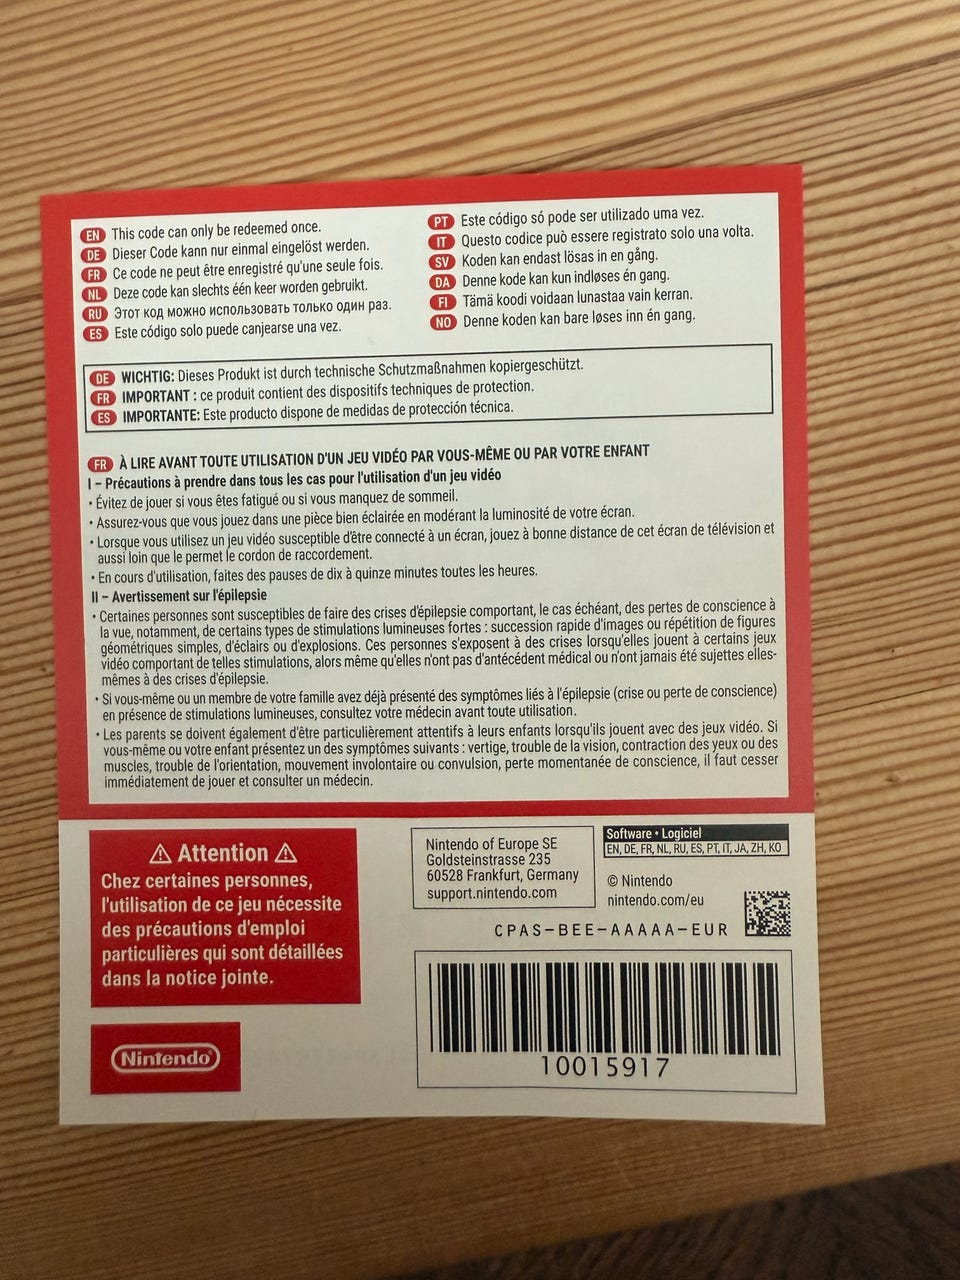 EN This code can only be redeemed once.
DE Dieser Code kann nur einmal eingelöst werden.
FR Ce code ne peut être enregistré qu'une seule fois.
NL Deze code kan slechts één keer worden gebruikt.
RU Этот код можно использовать только один раз.
ES Este código solo puede canjearse una vez.
PT Este código só pode ser utilizado uma vez.
IT Questo codice può essere registrato solo una volta.
SV Koden kan endast lösas in en gång.
DA Denne kode kan kun indløses én gang.
FI Tämä koodi voidaan lunastaa vain kerran.
NO Denne koden kan bare løses inn én gang.
DE WICHTIG: Dieses Produkt ist durch technische Schutzmaßnahmen kopiergeschützt.
FR IMPORTANT : ce produit contient des dispositifs techniques de protection.
ES IMPORTANTE: Este producto dispone de medidas de protección técnica.
FR À LIRE AVANT TOUTE UTILISATION D'UN JEU VIDÉO PAR VOUS-MÊME OU PAR VOTRE ENFANT
I – Précautions à prendre dans tous les cas pour l'utilisation d'un jeu vidéo
• Évitez de jouer si vous êtes fatigué ou si vous manquez de sommeil.
• Assurez-vous que vous jouez dans une pièce bien éclairée en modérant la luminosité de votre écran.
• Lorsque vous utilisez un jeu vidéo susceptible d'être connecté à un écran, jouez à bonne distance de cet écran de télévision et
aussi loin que le permet le cordon de raccordement.
• En cours d'utilisation, faites des pauses de dix à quinze minutes toutes les heures.
II – Avertissement sur l'épilepsie
• Certaines personnes sont susceptibles de faire des crises d'épilepsie comportant, le cas échéant, des pertes de conscience à
la vue, notamment, de certains types de stimulations lumineuses fortes : succession rapide d'images ou répétition de figures
géométriques simples, d'éclairs ou d'explosions. Ces personnes s'exposent à des crises lorsqu'elles jouent à certains jeux
vidéo comportant de telles stimulations, alors même qu'elles n'ont pas d'antécédent médical ou n'ont jamais été sujettes elles-
mêmes à des crises d'épilepsie.
• Si vous-même ou un membre de votre famille avez déjà présenté des symptômes liés à l'épilepsie (crise ou perte de conscience)
en présence de stimulations lumineuses, consultez votre médecin avant toute utilisation.
• Les parents se doivent également d'être particulièrement attentifs à leurs enfants lorsqu'ils jouent avec des jeux vidéo. Si
vous-même ou votre enfant présentez un des symptômes suivants : vertige, trouble de la vision, contraction des yeux ou des
muscles, trouble de l'orientation, mouvement involontaire ou convulsion, perte momentanée de conscience, il faut cesser
immédiatement de jouer et consulter un médecin.
⚠ Attention ⚠
Chez certaines personnes,
l'utilisation de ce jeu nécessite
des précautions d'emploi
particulières qui sont détaillées
dans la notice jointe.
Nintendo
Nintendo of Europe SE
Goldsteinstrasse 235
60528 Frankfurt, Germany
support.nintendo.com
Software • Logiciel
EN, DE, FR, NL, RU, ES, PT, IT, JA, ZH, KO
© Nintendo
nintendo.com/eu
CPAS-BEE-AAAAA-EUR
10015917